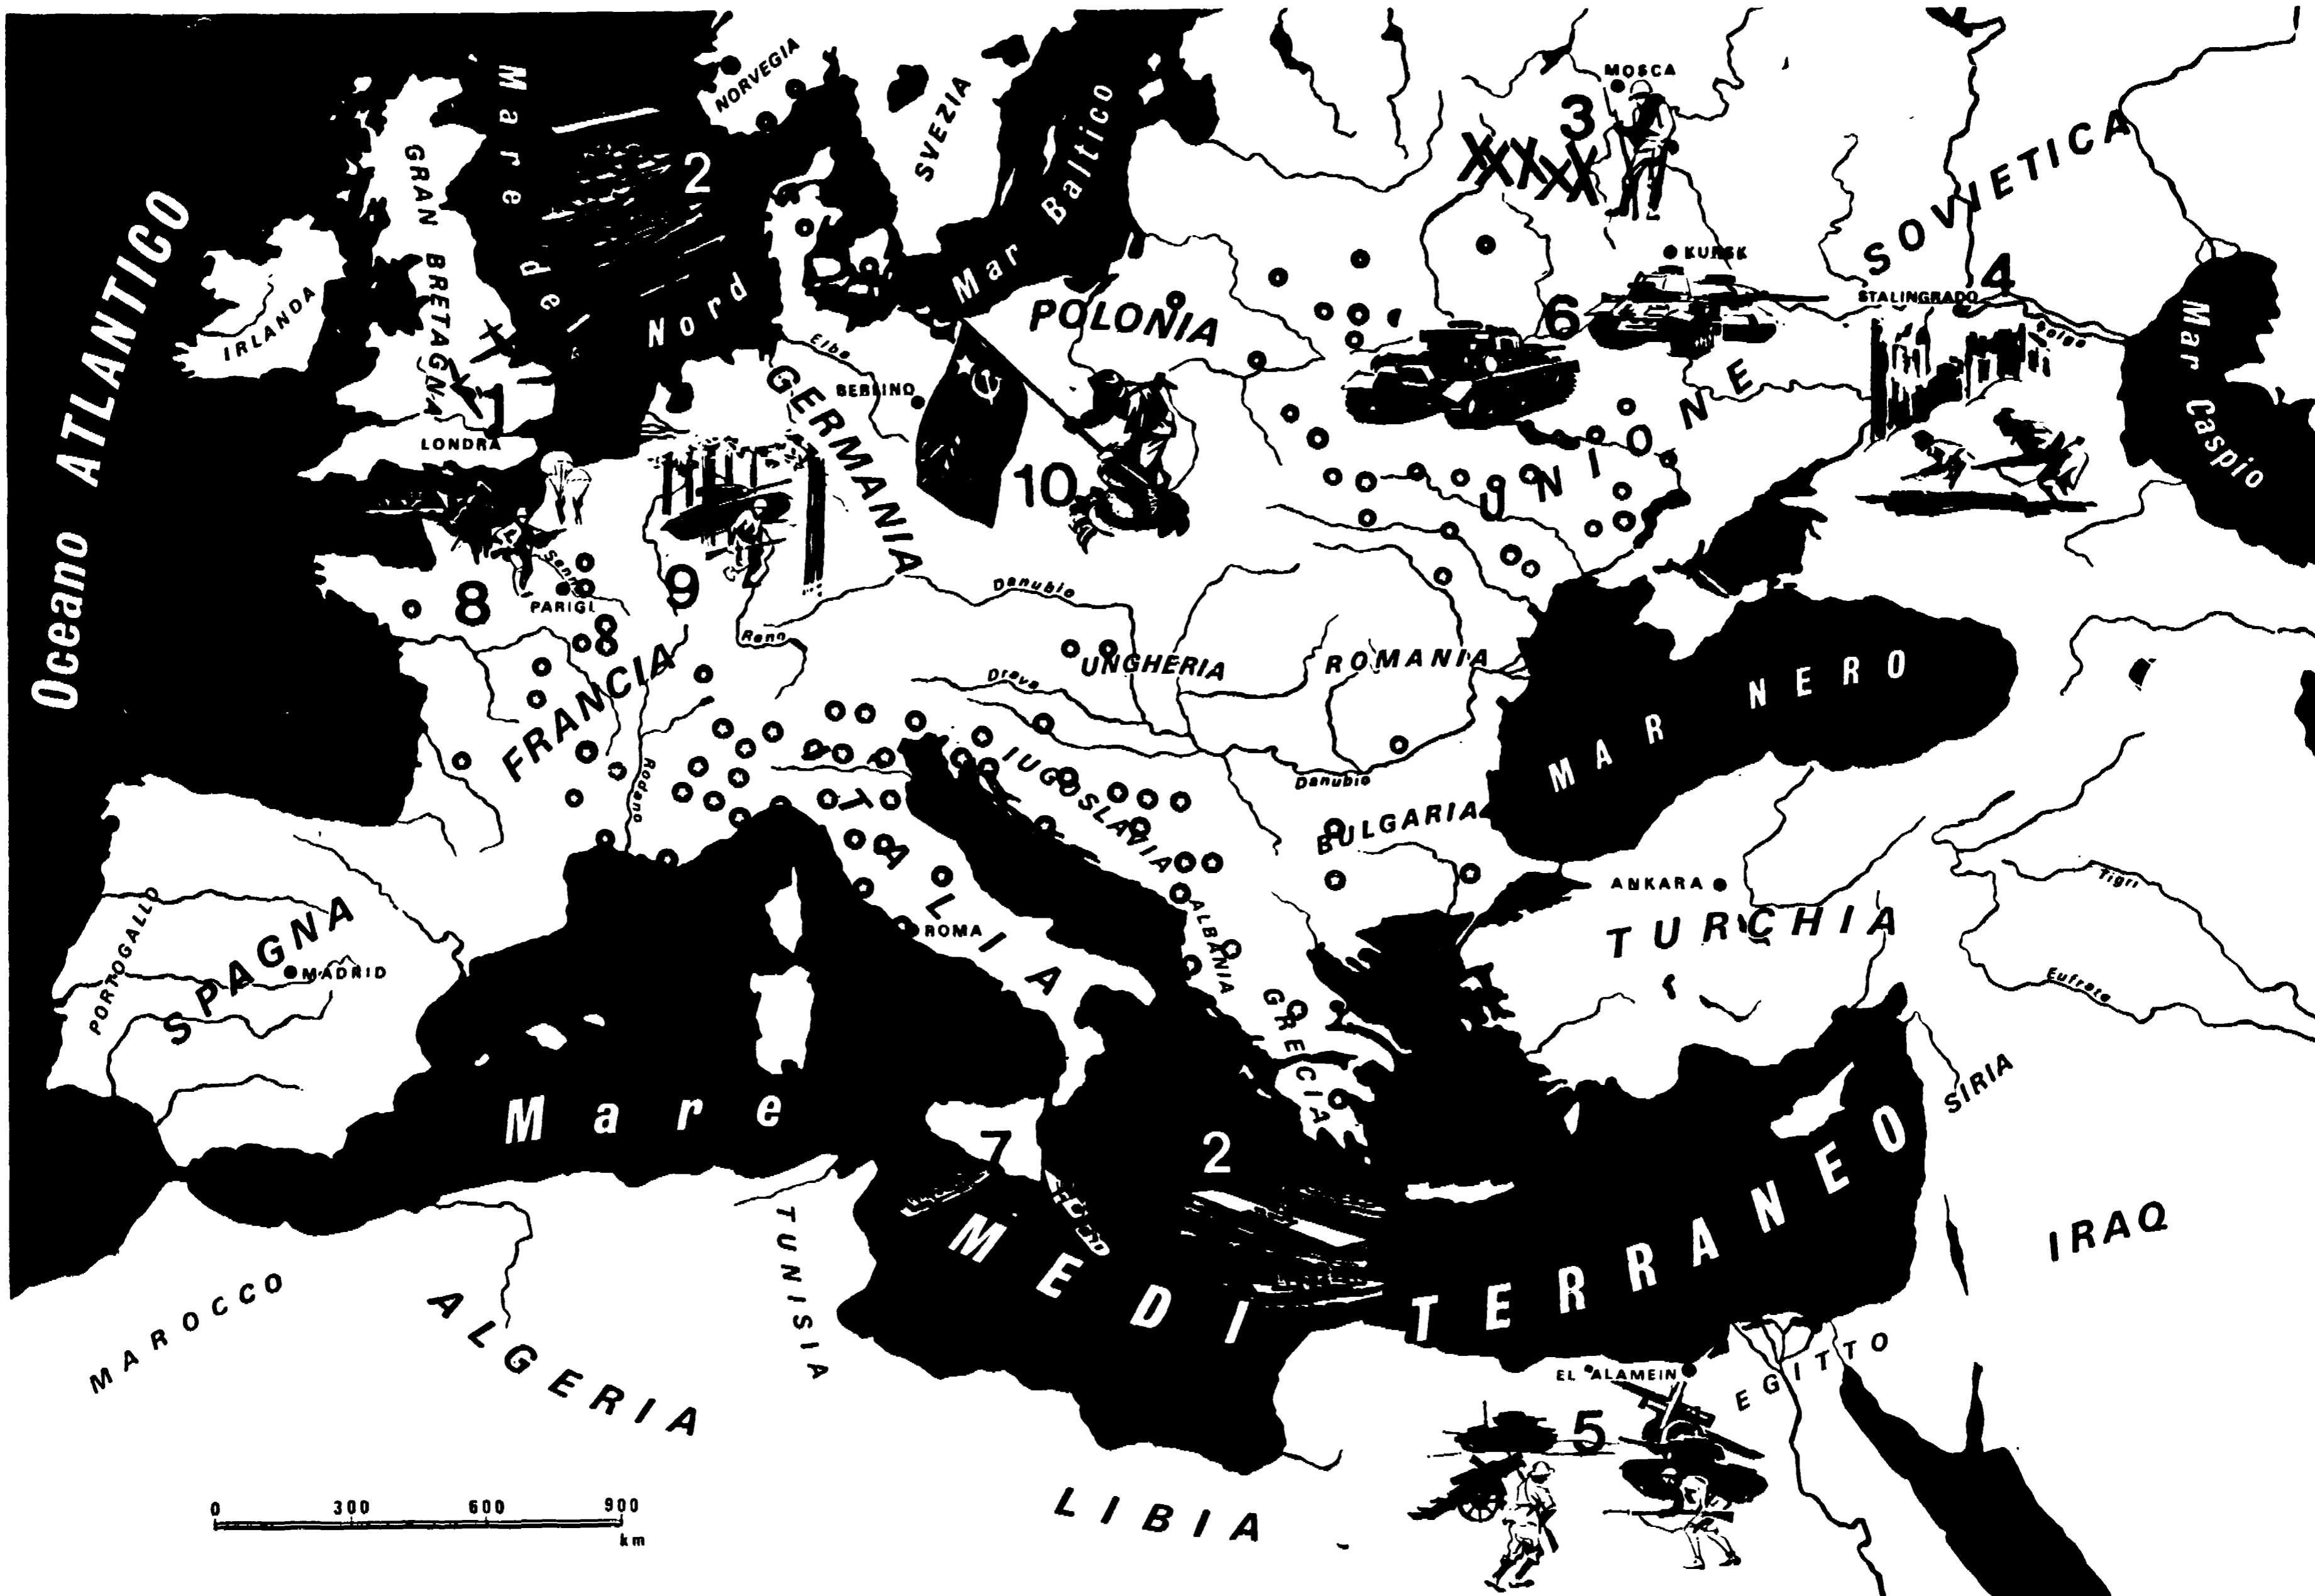 Oceano ATLANTICO
IRLANDA
GRAN BRETAGNA
LONDRA
Mare del Nord
2
1
NORVEGIA
SVEZIA
Mar Baltico
MOSCA
3
XXXXXX
UNIONE SOVIETICA
KURSK
6
STALINGRADO
4
Volga
Mar Caspio
POLONIA
Elba
BERLINO
GERMANIA
10
8
Senna
PARIGI
8
9
FRANCIA
Reno
Rodano
Danubio
UNGHERIA
Drava
ROMANIA
Danubio
MAR NERO
IUGOSLAVIA
BULGARIA
ITALIA
ROMA
ALBANIA
GRECIA
ANKARA
TURCHIA
Tigri
Eufrate
SIRIA
IRAQ
PORTOGALLO
SPAGNA
MADRID
Mare MEDITERRANEO
7
2
MAROCCO
ALGERIA
TUNISIA
LIBIA
EL ALAMEIN
EGITTO
5
0 300 600 900
km